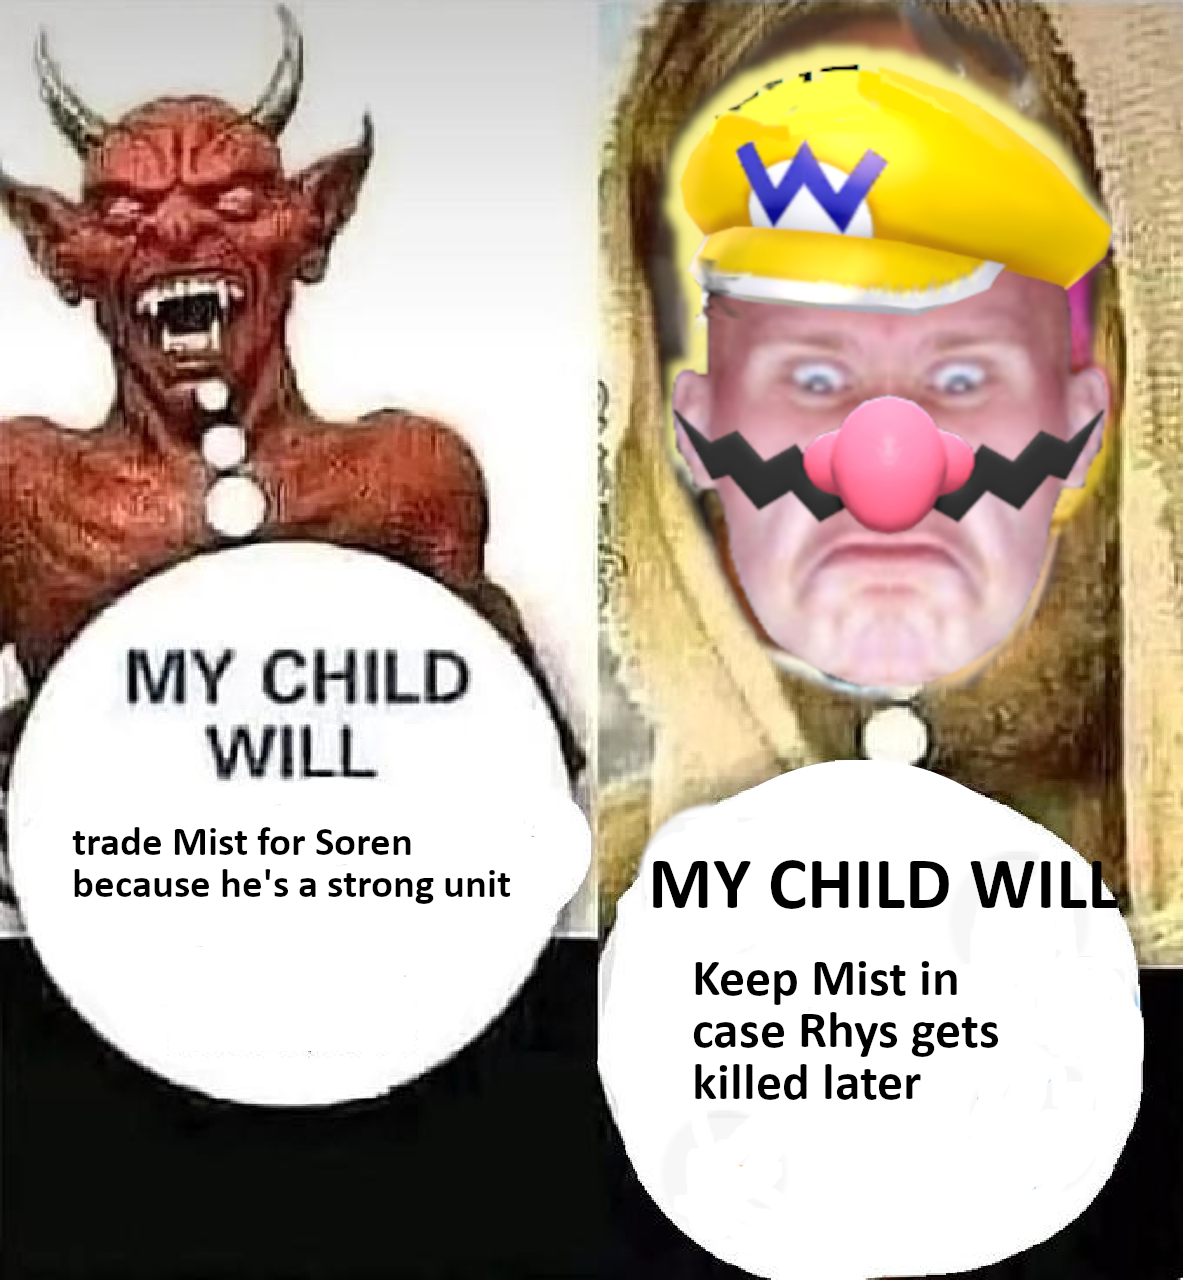 MY CHILD
WILL
trade Mist for Soren
because he's a strong unit
W
MY CHILD WILL
Keep Mist in
case Rhys gets
killed later